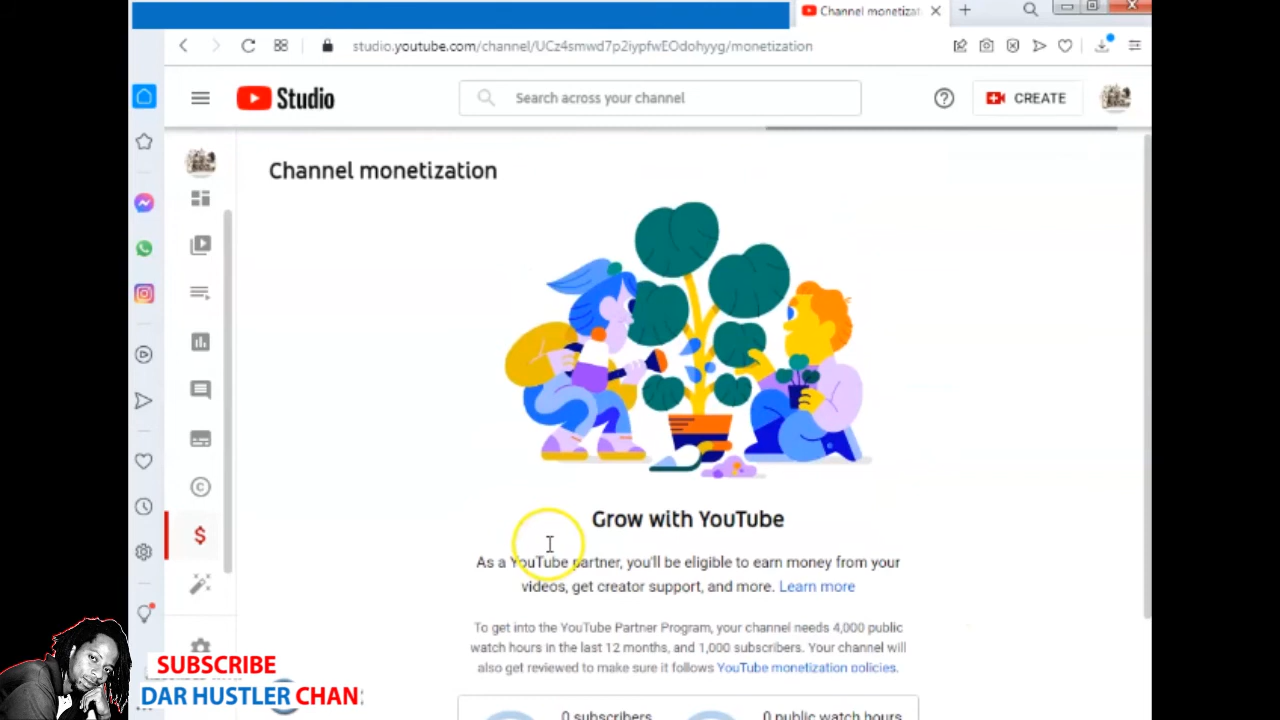 Channel monetizat
studio.youtube.com/channel/UCz4smwd7p2iypfwEOdohyyg/monetization
Studio
Search across your channel
CREATE
Channel monetization
Grow with YouTube
As a YouTube partner, you'll be eligible to earn money from your
videos, get creator support, and more. Learn more
To get into the YouTube Partner Program, your channel needs 4,000 public
watch hours in the last 12 months, and 1,000 subscribers. Your channel will
also get reviewed to make sure it follows YouTube monetization policies.
0 subscribers
0 public watch hours
SUBSCRIBE
DAR HUSTLER CHAN